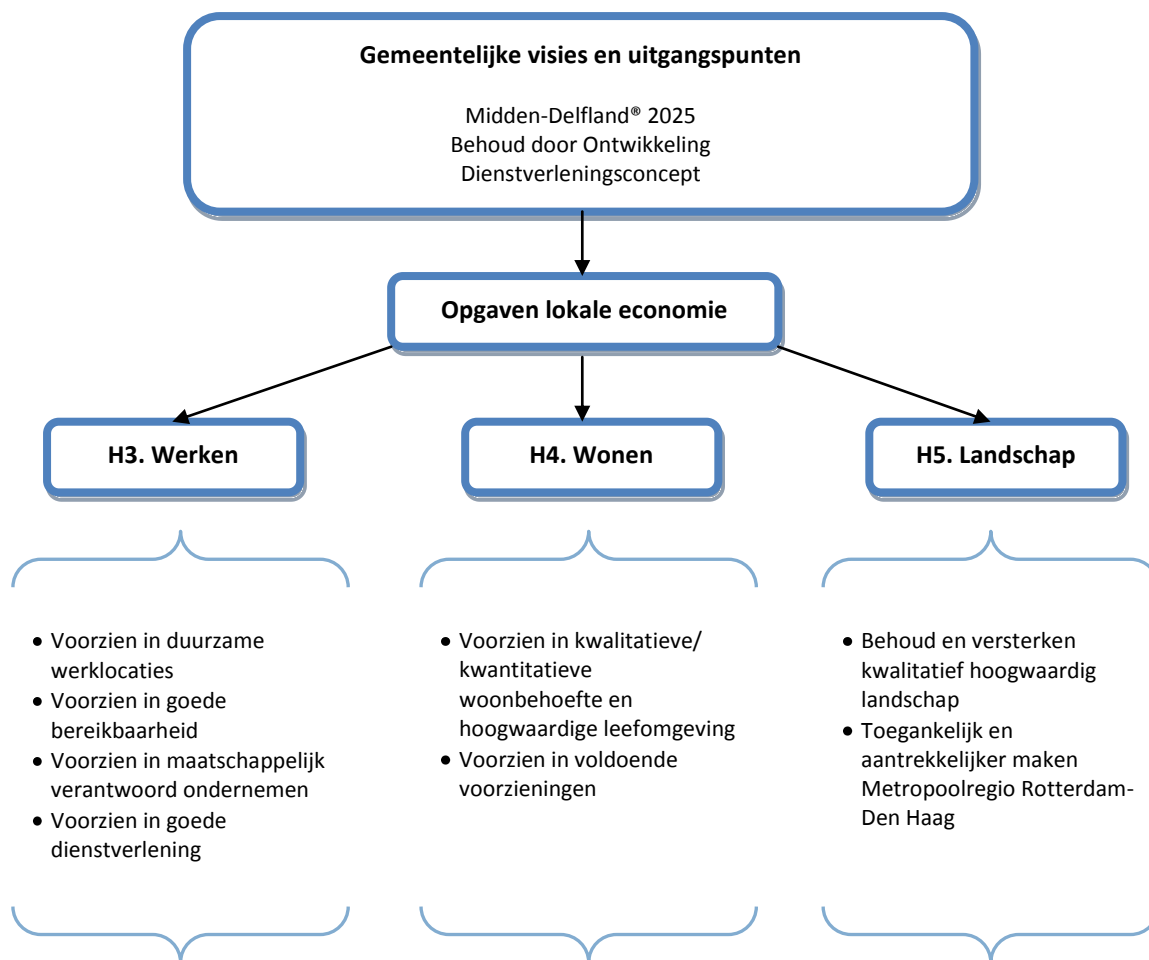 Gemeentelijke visies en uitgangspunten
Midden-Delfland® 2025
Behoud door Ontwikkeling
Dienstverleningsconcept
Opgaven lokale economie
H3. Werken
H4. Wonen
H5. Landschap
• Voorzien in duurzame
werklocaties
• Voorzien in goede
bereikbaarheid
• Voorzien in maatschappelijk
verantwoord ondernemen
• Voorzien in goede
dienstverlening
• Voorzien in kwalitatieve/
kwantitatieve
woonbehoefte en
hoogwaardige leefomgeving
• Voorzien in voldoende
voorzieningen
• Behoud en versterken
kwalitatief hoogwaardig
landschap
• Toegankelijk en
aantrekkelijker maken
Metropoolregio Rotterdam-
Den Haag